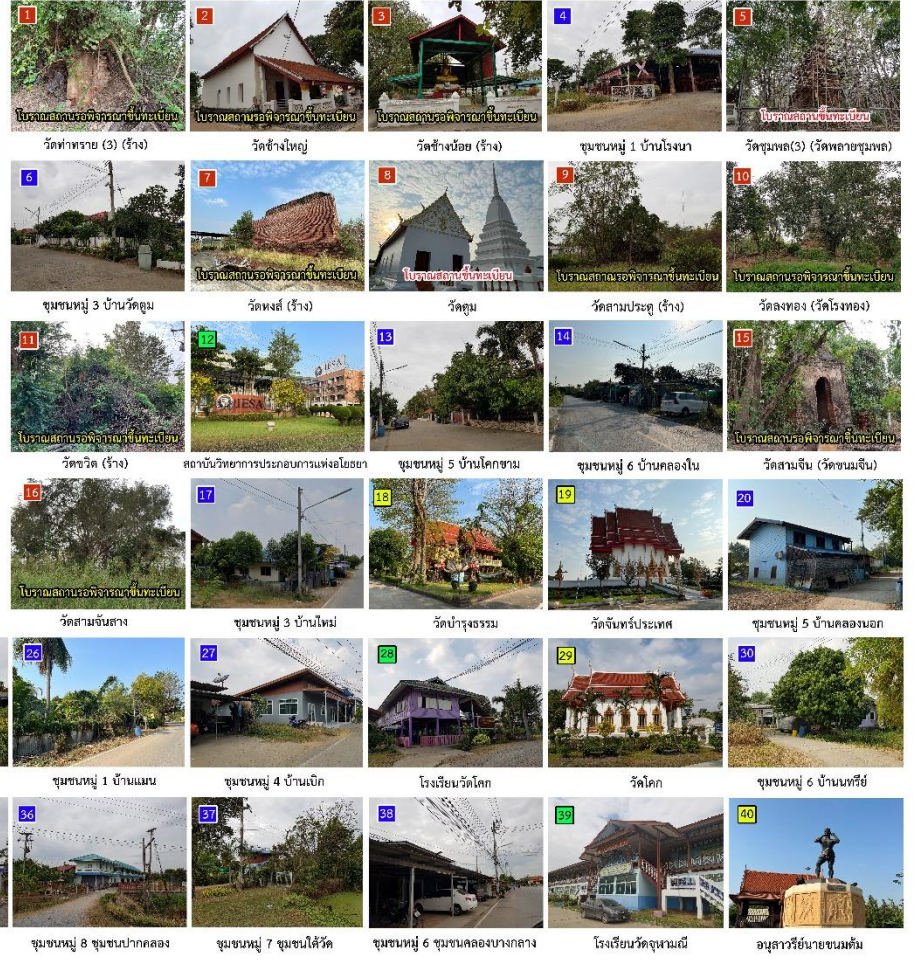 1
2
3
4
5
โบราณสถานรอพิจารณาขึ้นทะเบียน
โบราณสถานรอพิจารณาขึ้นทะเบียน
โบราณสถานรอพิจารณาขึ้นทะเบียน
โบราณสถานขึ้นทะเบียน
วัดท่าทราย (3) (ร้าง)
วัดช้างใหญ่
วัดช้างน้อย (ร้าง)
ชุมชนหมู่ 1 บ้านโรงนา
วัดชุมพล(3) (วัดพลายชุมพล)
6
7
8
9
10
โบราณสถานรอพิจารณาขึ้นทะเบียน
โบราณสถานขึ้นทะเบียน
โบราณสถานรอพิจารณาขึ้นทะเบียน
โบราณสถานรอพิจารณาขึ้นทะเบียน
ชุมชนหมู่ 3 บ้านวัดตูม
วัดหงส์ (ร้าง)
วัดตูม
วัดสามประตู (ร้าง)
วัดลงทอง (วัดโรงทอง)
11
12
13
14
15
IESA
IESA
โบราณสถานรอพิจารณาขึ้นทะเบียน
โบราณสถานรอพิจารณาขึ้นทะเบียน
วัดขวิด (ร้าง)
สถาบันวิทยาการประกอบการแห่งอโยธยา
ชุมชนหมู่ 5 บ้านโคกขาม
ชุมชนหมู่ 6 บ้านคลองใน
วัดสามจีน (วัดขนมจีน)
16
17
18
19
20
โบราณสถานรอพิจารณาขึ้นทะเบียน
วัดสามจันสาง
ชุมชนหมู่ 3 บ้านใหม่
วัดบำรุงธรรม
วัดจันทร์ประเทศ
ชุมชนหมู่ 5 บ้านคลองนอก
26
27
28
29
30
ชุมชนหมู่ 1 บ้านแมน
ชุมชนหมู่ 4 บ้านเบิก
โรงเรียนวัดโคก
วัดโคก
ชุมชนหมู่ 6 บ้านนทรีย์
36
37
38
39
40
ชุมชนหมู่ 8 ชุมชนปากคลอง
ชุมชนหมู่ 7 ชุมชนใต้วัด
ชุมชนหมู่ 6 ชุมชนคลองบางกลาง
โรงเรียนวัดจุฬามณี
อนุสาวรีย์นายขนมต้ม